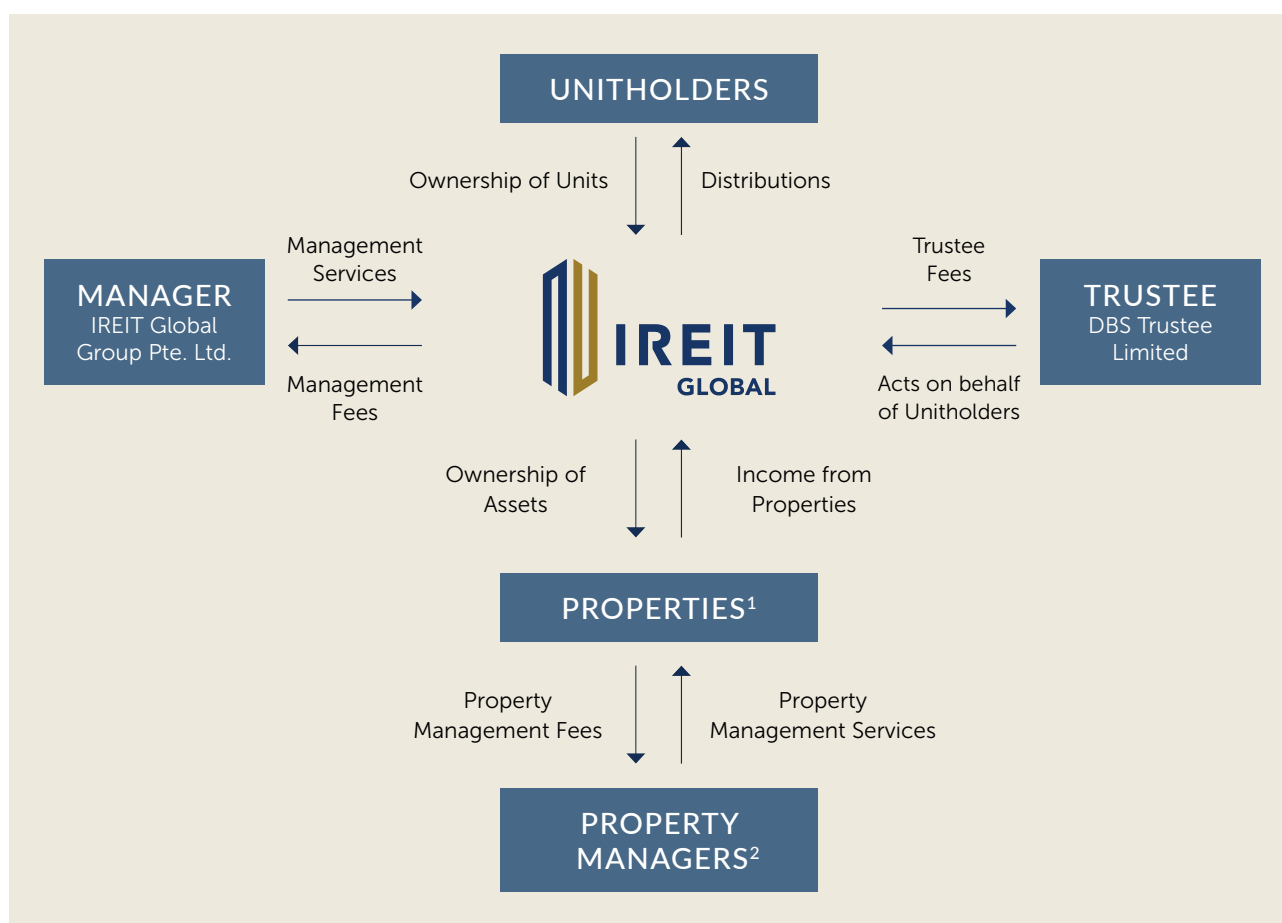 UNITHOLDERS
Ownership of Units
Distributions
Management
Services
Trustee
Fees
MANAGER
IREIT Global
Group Pte. Ltd.
IREIT
GLOBAL
TRUSTEE
DBS Trustee
Limited
Management
Fees
Acts on behalf
of Unitholders
Ownership of
Assets
Income from
Properties
PROPERTIES¹
Property
Management Fees
Property
Management Services
PROPERTY
MANAGERS²